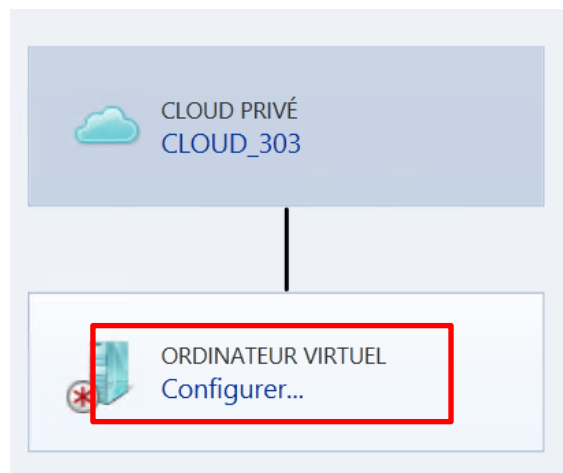 CLOUD PRIVÉ
CLOUD_303
ORDINATEUR VIRTUEL
Configurer...